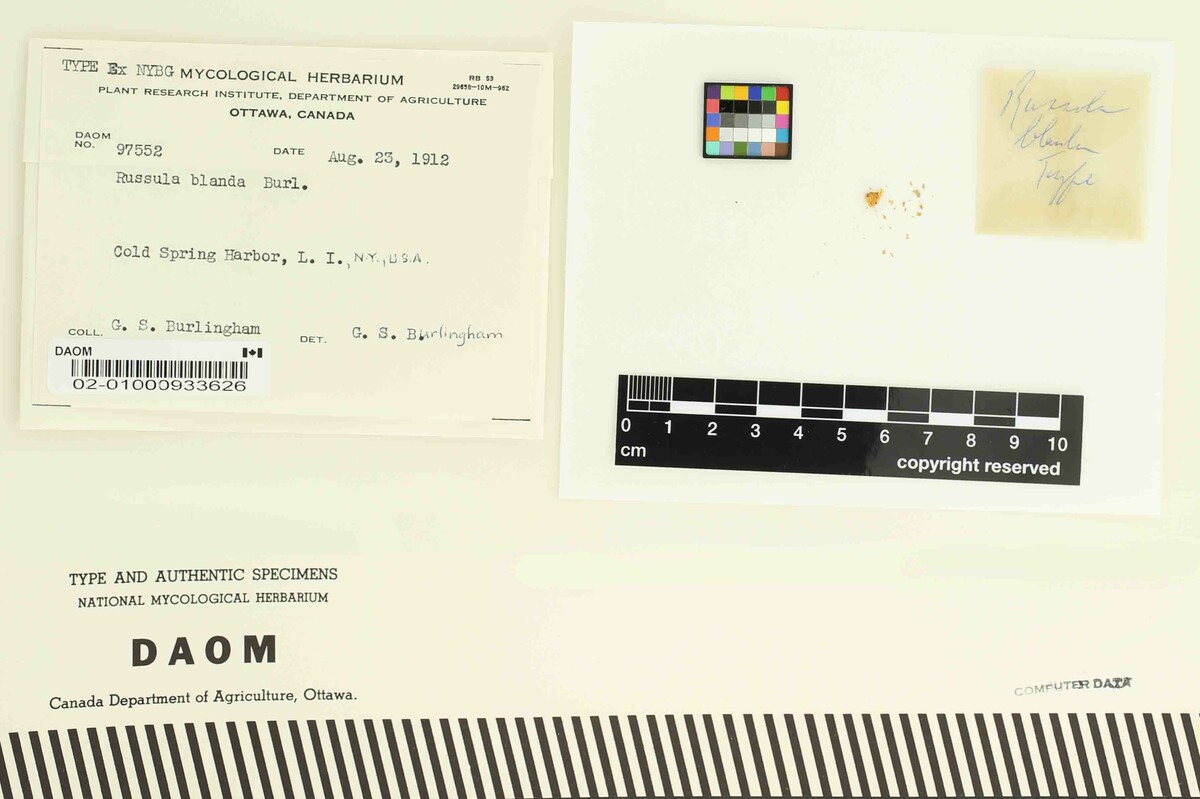 TYPE Ex NYBG MYCOLOGICAL HERBARIUM
RB 53
29658-10M-962
PLANT RESEARCH INSTITUTE, DEPARTMENT OF AGRICULTURE
OTTAWA, CANADA
DAOM NO. 97552 DATE Aug. 23, 1912
Russula blanda Burl.
Cold Spring Harbor, L. I., N.Y., U.S.A.
COLL. G. S. Burlingham DET. G. S. Burlingham
DAOM
02-01000933626
Russula
blanda
Type
0 1 2 3 4 5 6 7 8 9 10
cm
copyright reserved
TYPE AND AUTHENTIC SPECIMENS
NATIONAL MYCOLOGICAL HERBARIUM
DAOM
Canada Department of Agriculture, Ottawa.
COMPUTER DATA